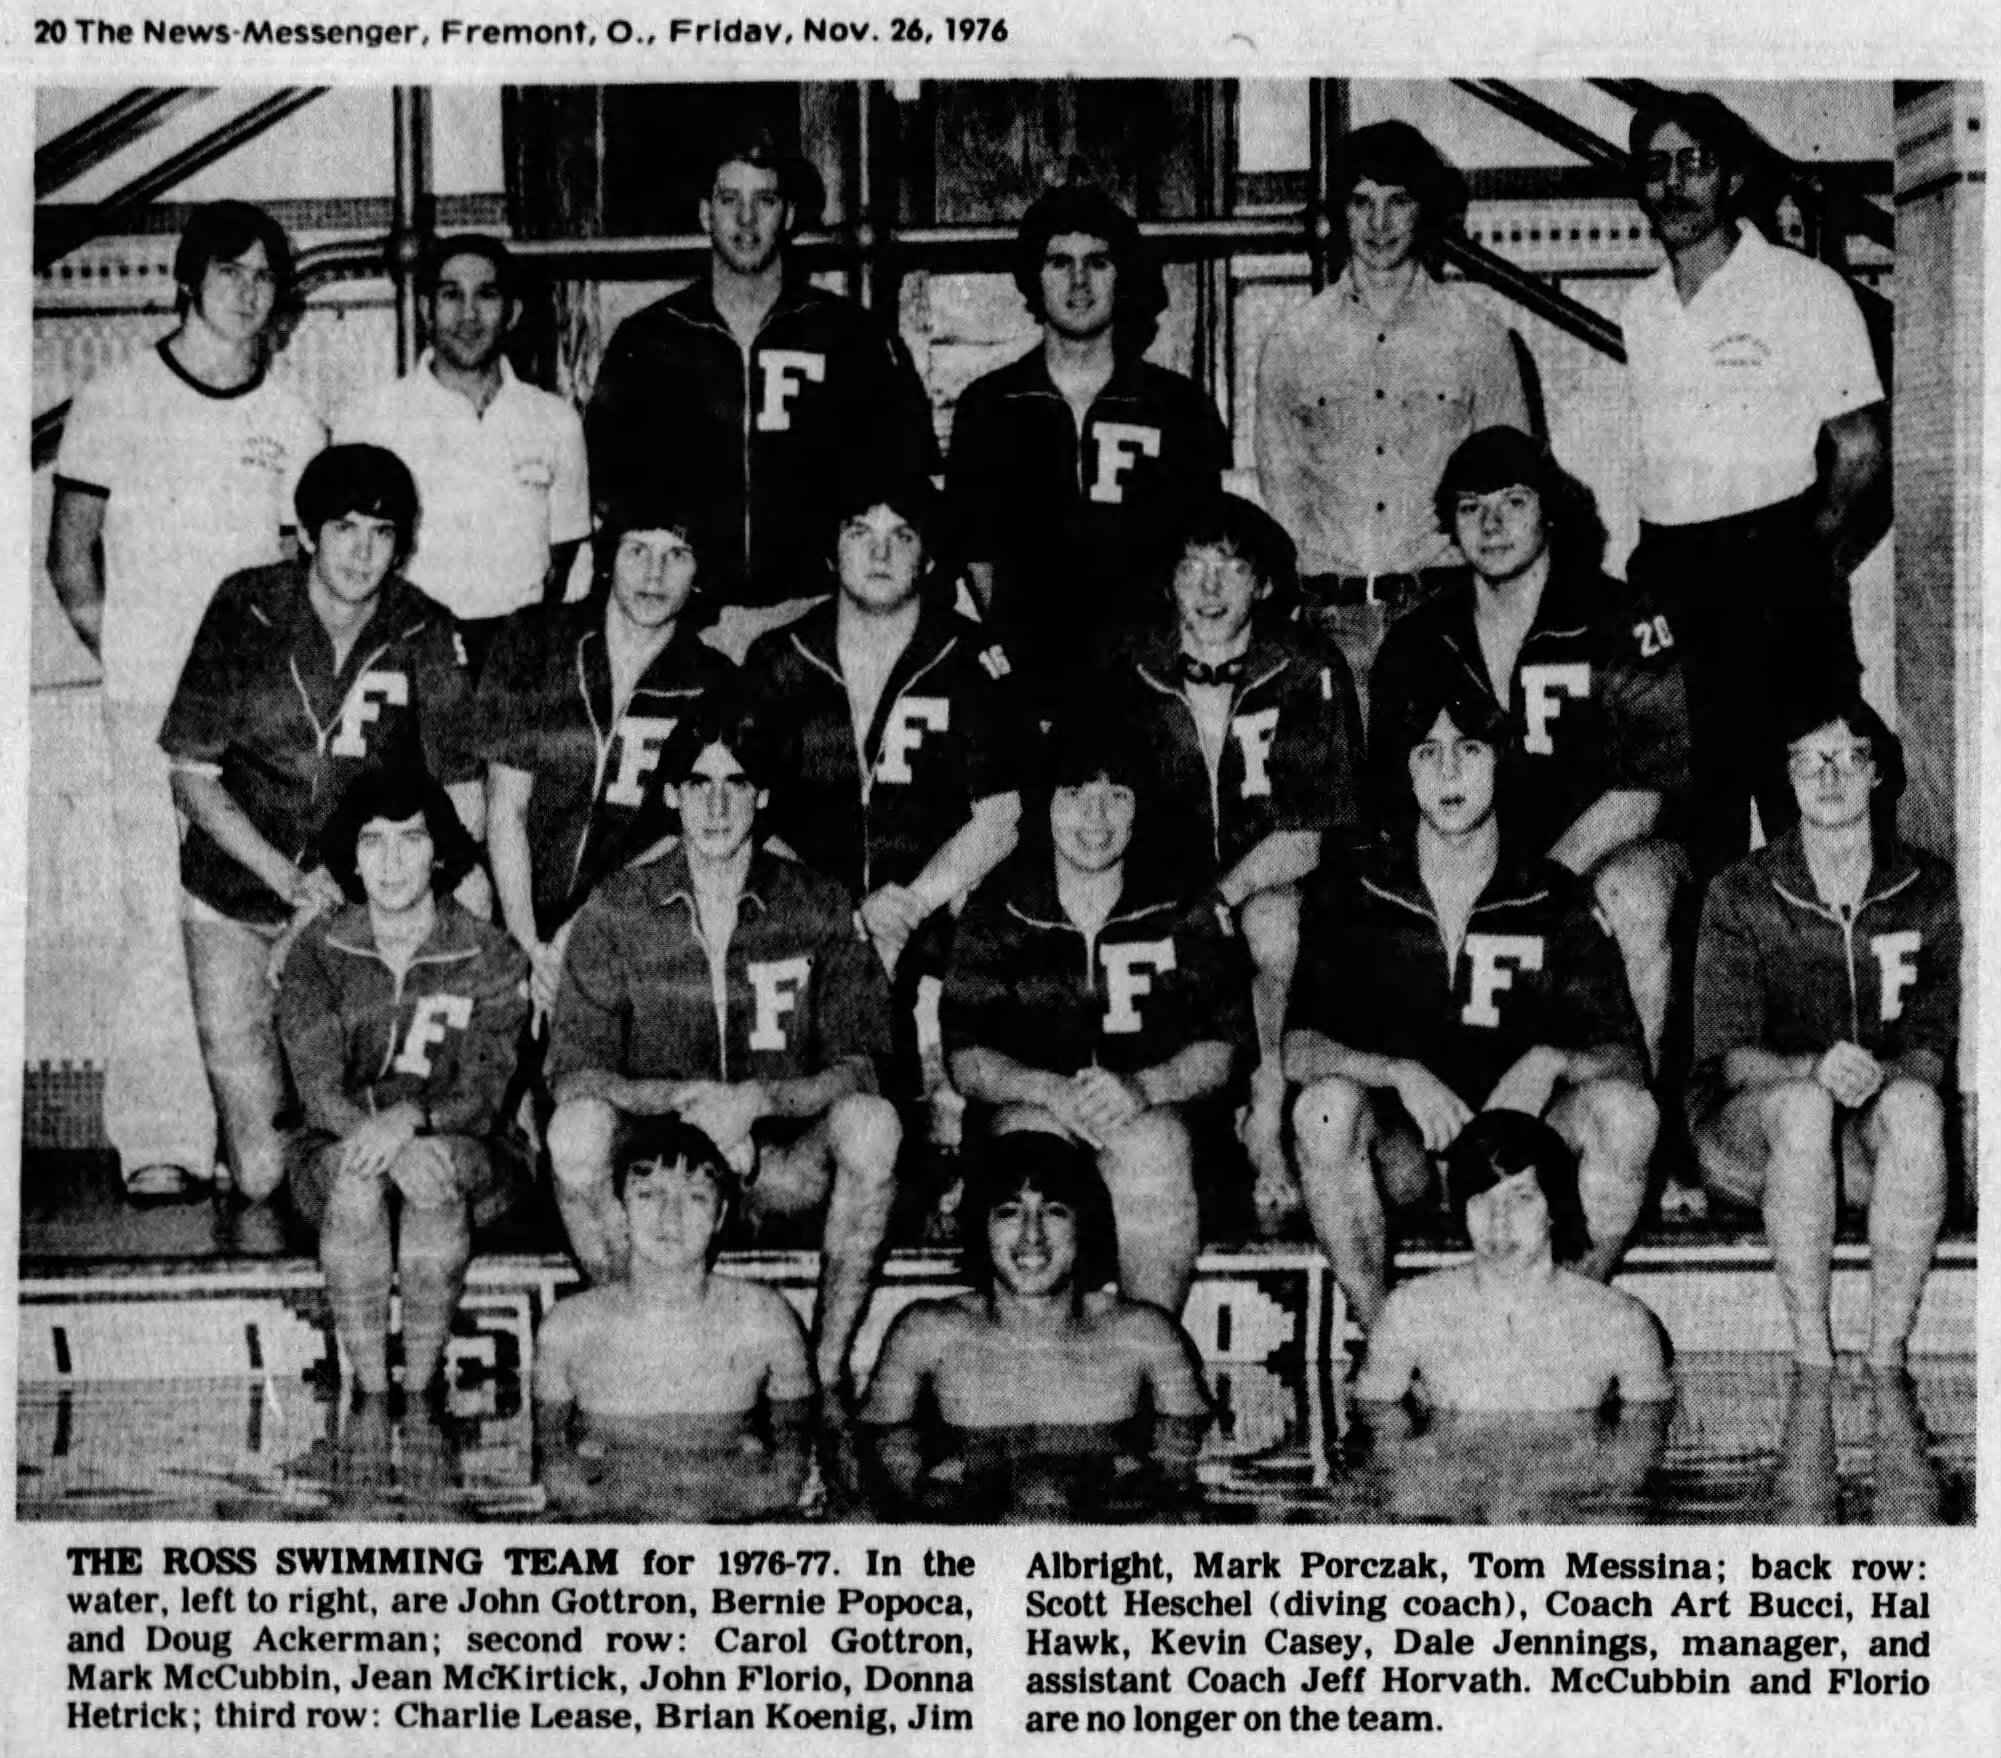 20 The News-Messenger, Fremont, O., Friday, Nov. 26, 1976
F
F
F
F
F
F
F
16
1
20
F
F
F
F
F
THE ROSS SWIMMING TEAM for 1976-77. In the
water, left to right, are John Gottron, Bernie Popoca,
and Doug Ackerman; second row: Carol Gottron,
Mark McCubbin, Jean McKirtick, John Florio, Donna
Hetrick; third row: Charlie Lease, Brian Koenig, Jim
Albright, Mark Porczak, Tom Messina; back row:
Scott Heschel (diving coach), Coach Art Bucci, Hal
Hawk, Kevin Casey, Dale Jennings, manager, and
assistant Coach Jeff Horvath. McCubbin and Florio
are no longer on the team.